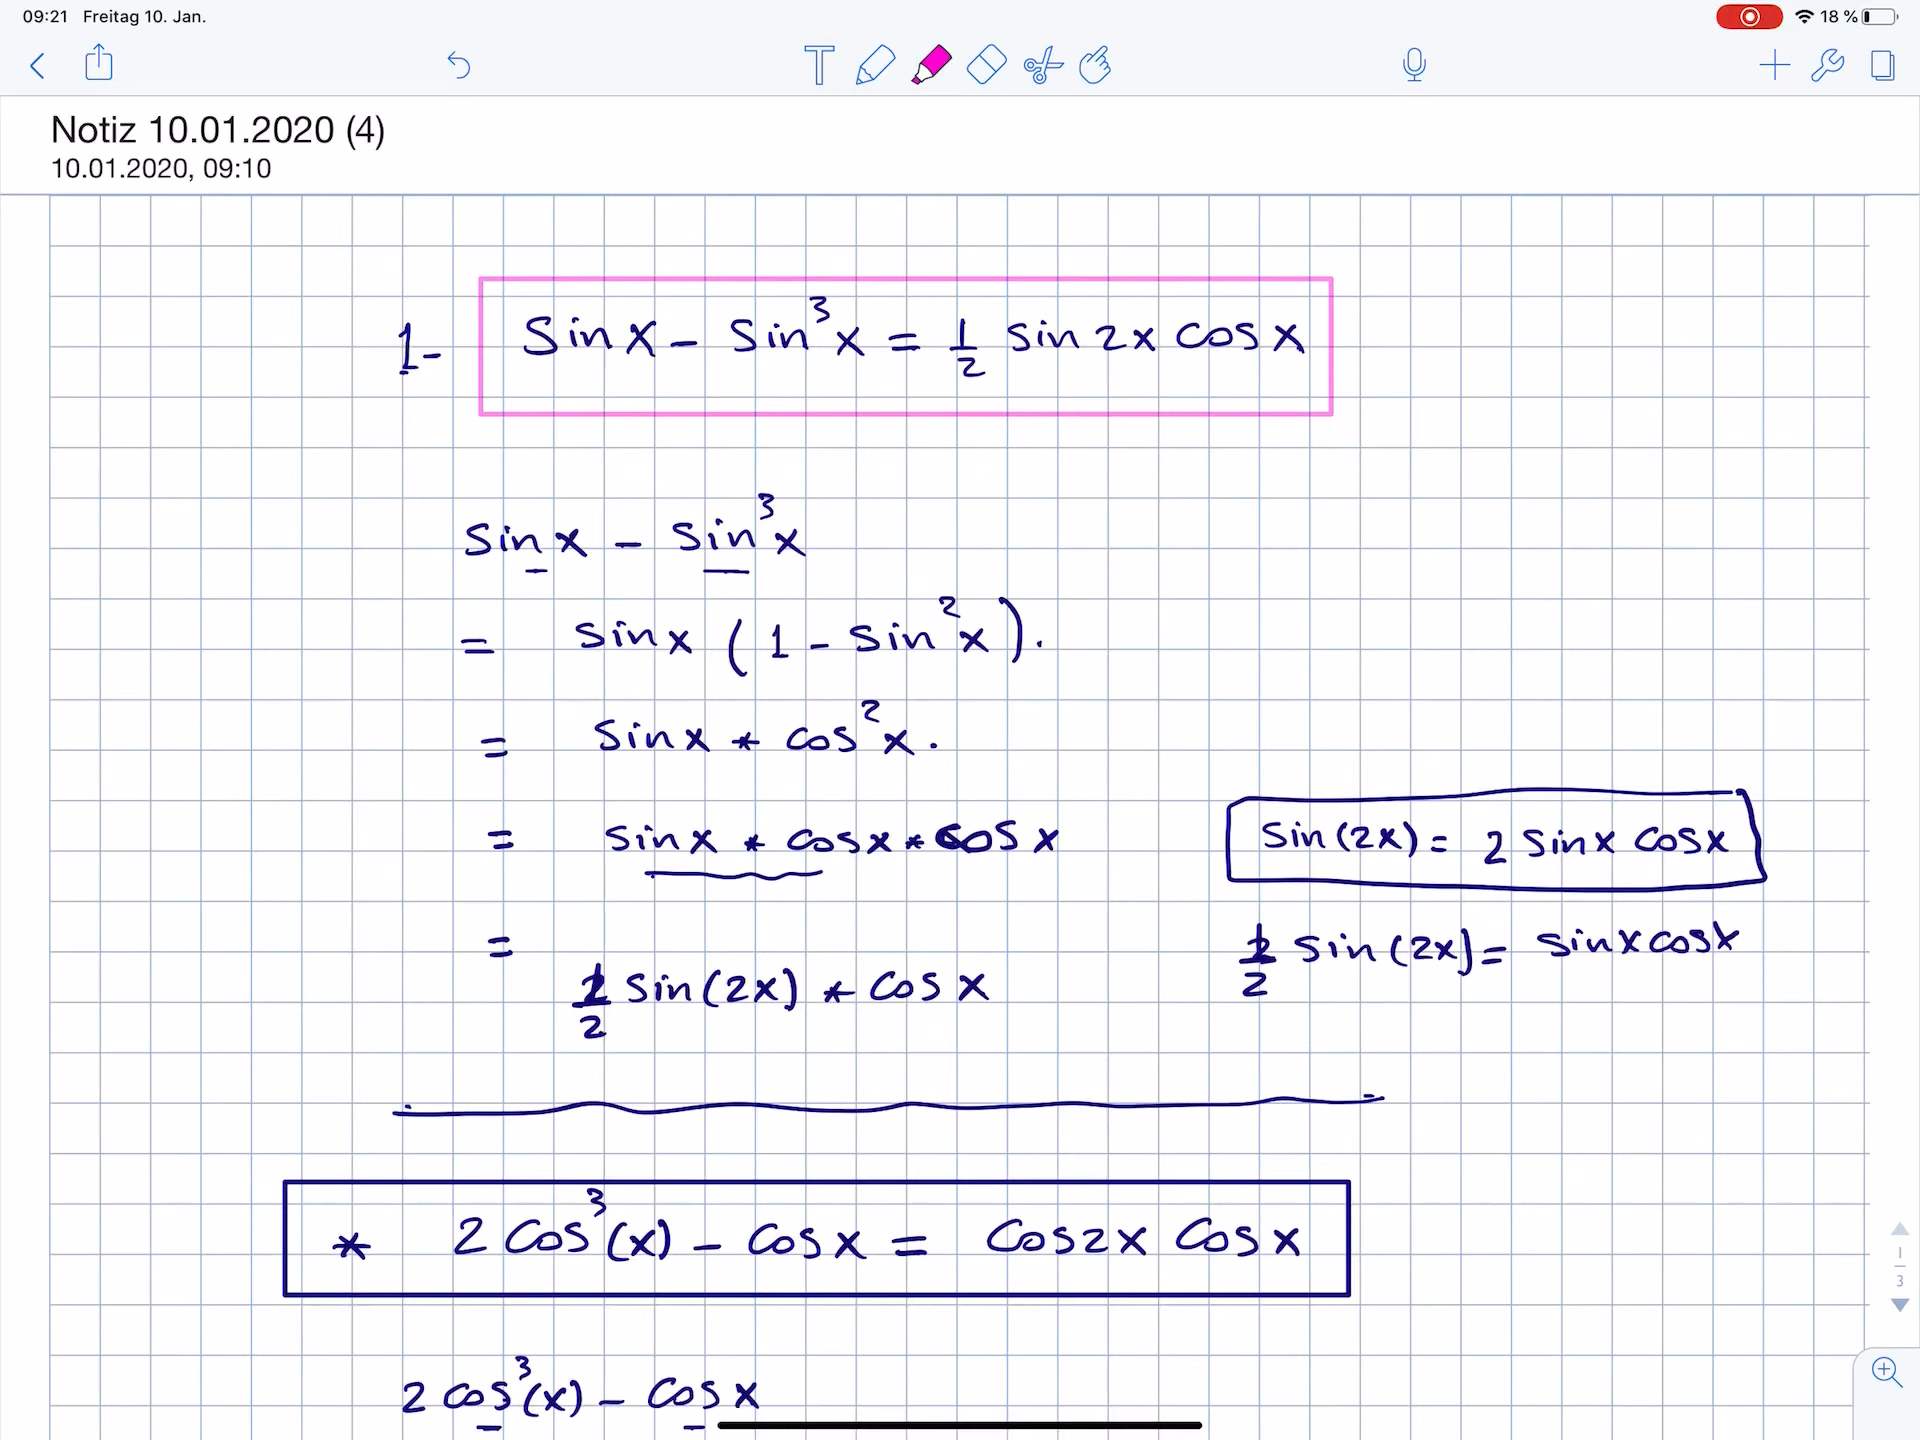 09:21 Freitag 10. Jan. 18 %
T
Notiz 10.01.2020 (4)
10.01.2020, 09:10
1- Sin x - Sin³x = 1/2 sin 2x cos x
Sin x - Sin³x
= Sin x (1 - Sin²x).
= Sin x * cos²x.
= Sin x * cos x * cos x
Sin(2x) = 2 Sin x Cos x
1/2 Sin(2x) = Sin x cos x
= 1/2 Sin(2x) * Cos x
* 2 Cos³(x) - Cos x = Cos 2x Cos x
1
3
2 cos³(x) - Cos x